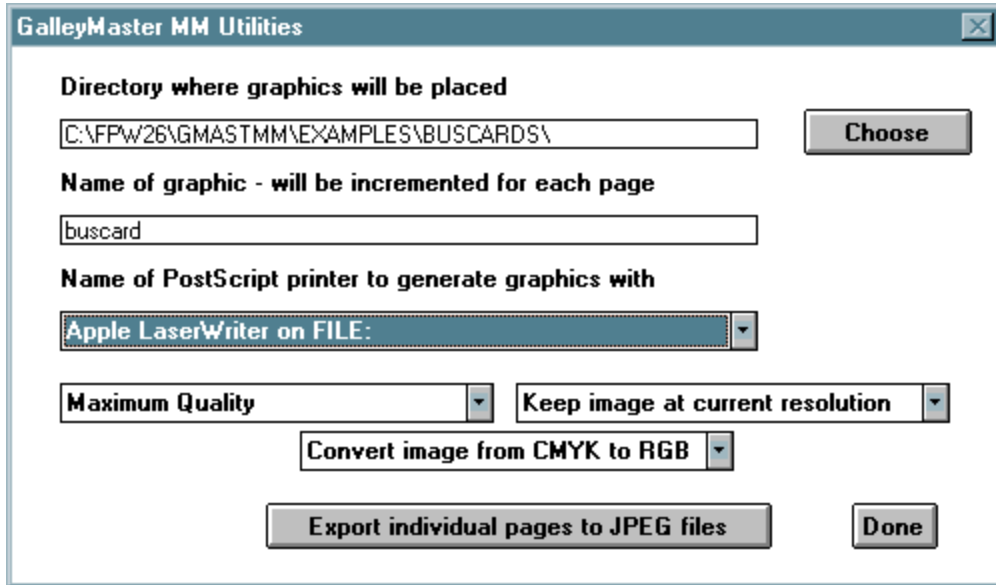 GalleyMaster MM Utilities
Directory where graphics will be placed
C:\FPW26\GMASTMM\EXAMPLES\BUSCARDS\
Choose
Name of graphic - will be incremented for each page
buscard
Name of PostScript printer to generate graphics with
Apple LaserWriter on FILE:
Maximum Quality
Keep image at current resolution
Convert image from CMYK to RGB
Export individual pages to JPEG files
Done